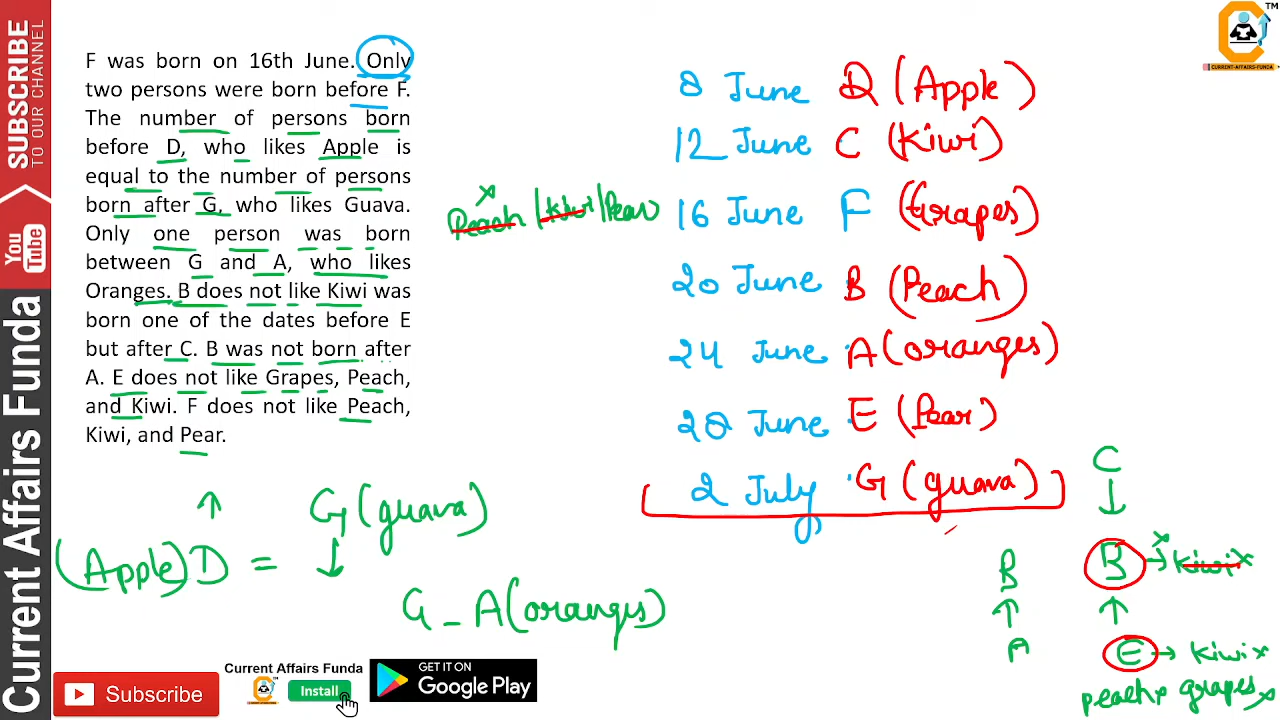 SUBSCRIBE
TO OUR CHANNEL
You
Tube
Current Affairs Funda
F was born on 16th June. Only
two persons were born before F.
The number of persons born
before D, who likes Apple is
equal to the number of persons
born after G, who likes Guava.
Only one person was born
between G and A, who likes
Oranges. B does not like Kiwi was
born one of the dates before E
but after C. B was not born after
A. E does not like Grapes, Peach,
and Kiwi. F does not like Peach,
Kiwi, and Pear.
8 June D (Apple)
12 June C (Kiwi)
16 June F (Grapes)
20 June B (Peach)
24 June A (oranges)
28 June E (Pear)
2 July G (guava)
Peach / Kiwi / Pear
G (guava)
(Apple) D =
G _ A (oranges)
C
B
A
B → Kiwi x
E → Kiwi x
peach x grapes x
TM
CURRENT-AFFAIRS-FUNDA
Subscribe
Current Affairs Funda
Install
GET IT ON
Google Play